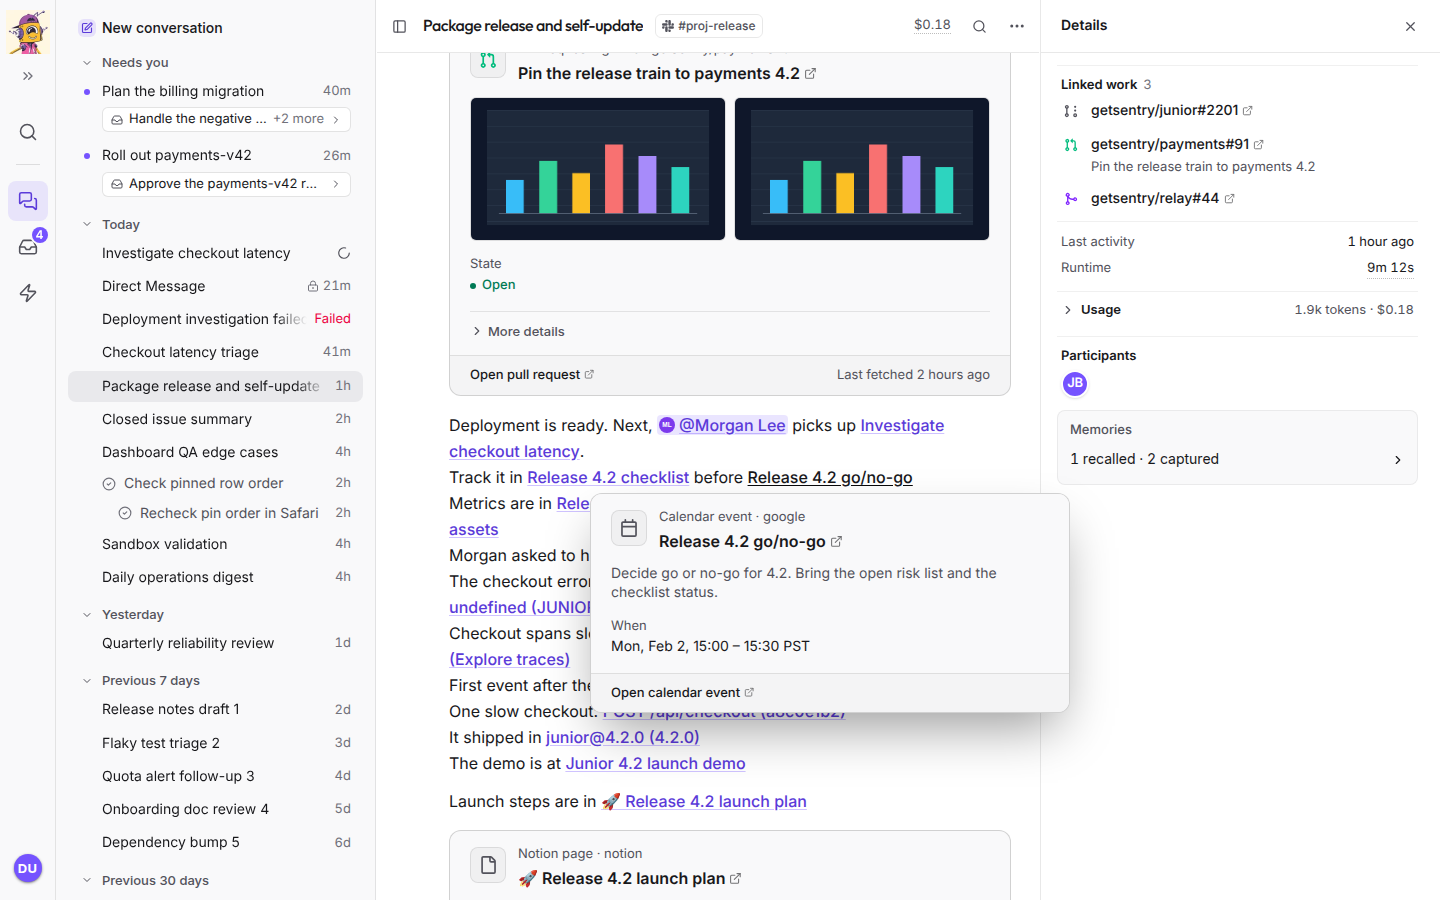 New conversation
Needs you
Plan the billing migration 40m
Handle the negative ... +2 more
Roll out payments-v42 26m
Approve the payments-v42 r...
Today
Investigate checkout latency
Direct Message 21m
Deployment investigation failed Failed
Checkout latency triage 41m
Package release and self-update 1h
Closed issue summary 2h
Dashboard QA edge cases 4h
Check pinned row order 2h
Recheck pin order in Safari 2h
Sandbox validation 4h
Daily operations digest 4h
Yesterday
Quarterly reliability review 1d
Previous 7 days
Release notes draft 1 2d
Flaky test triage 2 3d
Quota alert follow-up 3 4d
Onboarding doc review 4 5d
Dependency bump 5 6d
Previous 30 days
4
DU
Package release and self-update #proj-release $0.18
Pin the release train to payments 4.2
State
Open
More details
Open pull request Last fetched 2 hours ago
Deployment is ready. Next, ML @Morgan Lee picks up Investigate
checkout latency.
Track it in Release 4.2 checklist before Release 4.2 go/no-go
Metrics are in Rele
assets
Morgan asked to h
The checkout erro
undefined (JUNIO
Checkout spans sl
(Explore traces)
First event after the
One slow checkout:
It shipped in junior@4.2.0 (4.2.0)
The demo is at Junior 4.2 launch demo
Launch steps are in 🚀 Release 4.2 launch plan
Notion page · notion
🚀 Release 4.2 launch plan
Calendar event · google
Release 4.2 go/no-go
Decide go or no-go for 4.2. Bring the open risk list and the
checklist status.
When
Mon, Feb 2, 15:00 – 15:30 PST
Open calendar event
Details
Linked work 3
getsentry/junior#2201
getsentry/payments#91
Pin the release train to payments 4.2
getsentry/relay#44
Last activity 1 hour ago
Runtime 9m 12s
Usage 1.9k tokens · $0.18
Participants
JB
Memories
1 recalled · 2 captured